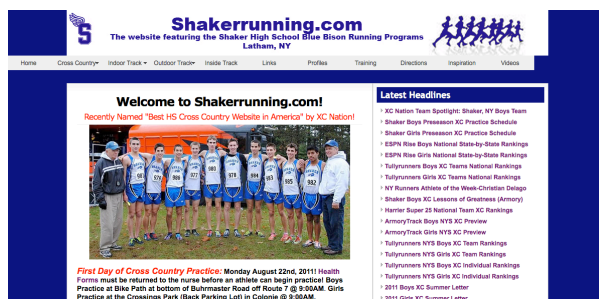 S
Shakerrunning.com
The website featuring the Shaker High School Blue Bison Running Programs
Latham, NY
Home Cross Country Indoor Track Outdoor Track Inside Track Links Profiles Training Directions Inspiration Videos
Welcome to Shakerrunning.com!
Recently Named "Best HS Cross Country Website in America" by XC Nation!
982
First Day of Cross Country Practice: Monday August 22nd, 2011! Health
Forms must be returned to the nurse before an athlete can begin practice! Boys
Practice at Bike Path at bottom of Buhrmaster Road off Route 7 @ 9:00AM. Girls
Practice at the Crossings Park (Back Parking Lot) in Colonie @ 9:00AM.
Latest Headlines
XC Nation Team Spotlight: Shaker, NY Boys Team
Shaker Boys Preseason XC Practice Schedule
Shaker Girls Preseason XC Practice Schedule
ESPN Rise Boys National State-by-State Rankings
ESPN Rise Girls National State-by-State Rankings
Tullyrunners Boys XC Teams National Rankings
Tullyrunners Girls XC Teams National Rankings
NY Runners Athlete of the Week-Christian Delago
Shaker Boys XC Lessons of Greatness (Armory)
Harrier Super 25 National Team XC Rankings
ArmoryTrack Boys NYS XC Preview
ArmoryTrack Girls NYS XC Preview
Tullyrunners NYS Boys XC Team Rankings
Tullyrunners NYS Girls XC Team Rankings
Tullyrunners NYS Boys XC Individual Rankings
Tullyrunners NYS Girls XC Individual Rankings
2011 Boys XC Summer Letter
2011 Girls XC Summer Letter